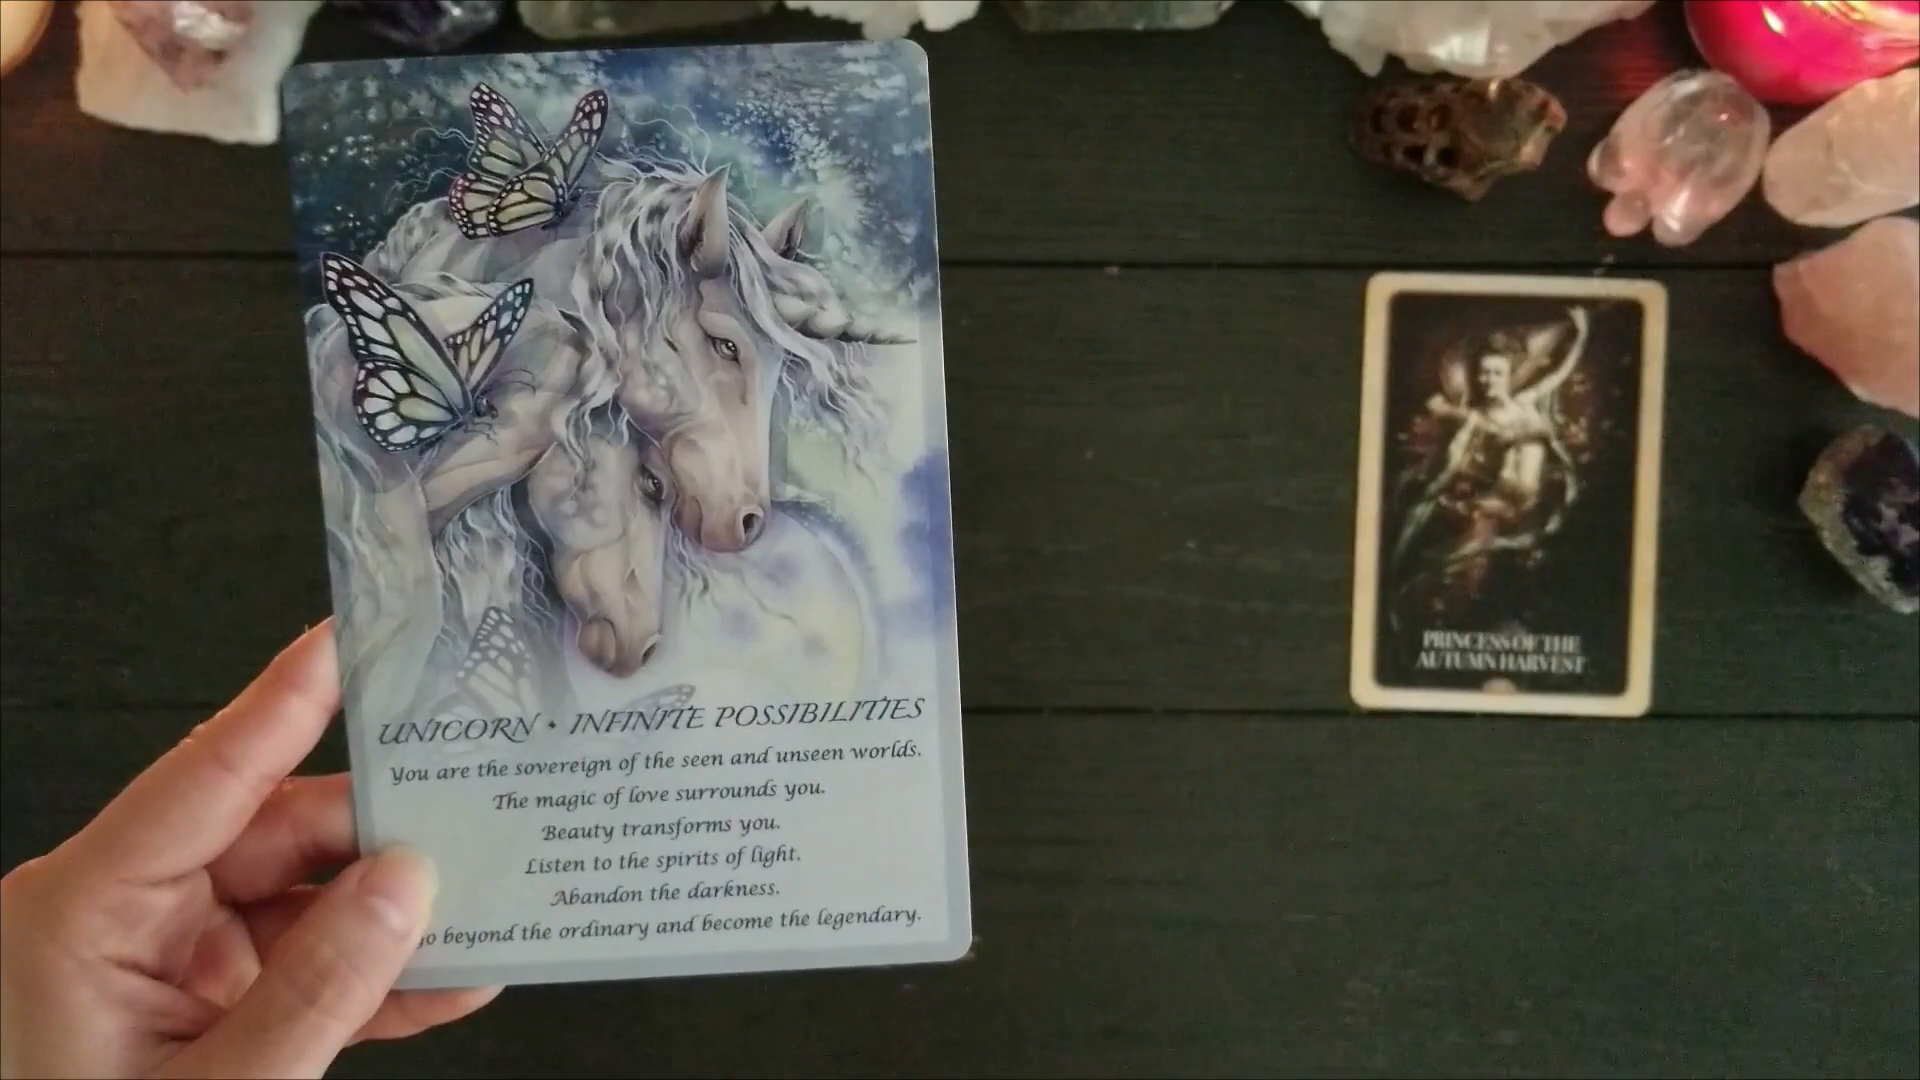 UNICORN • INFINITE POSSIBILITIES
You are the sovereign of the seen and unseen worlds.
The magic of love surrounds you.
Beauty transforms you.
Listen to the spirits of light.
Abandon the darkness.
go beyond the ordinary and become the legendary.
PRINCESS OF THE
AUTUMN HARVEST